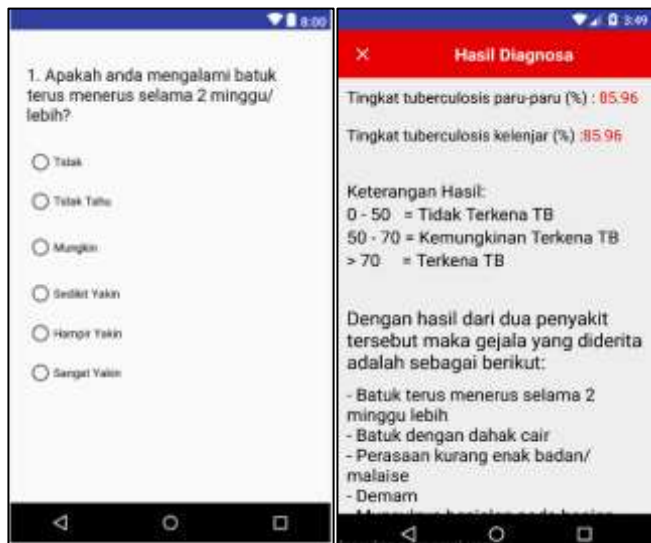 8:00
1. Apakah anda mengalami batuk
terus menerus selama 2 minggu/
lebih?
Tidak
Tidak Tahu
Mungkin
Sedikit Yakin
Hampir Yakin
Sangat Yakin
3:49
Hasil Diagnosa
Tingkat tuberculosis paru-paru (%) : 85.96
Tingkat tuberculosis kelenjar (%) :85.96
Keterangan Hasil:
0 - 50 = Tidak Terkena TB
50 - 70 = Kemungkinan Terkena TB
> 70 = Terkena TB
Dengan hasil dari dua penyakit
tersebut maka gejala yang diderita
adalah sebagai berikut:
- Batuk terus menerus selama 2
minggu lebih
- Batuk dengan dahak cair
- Perasaan kurang enak badan/
malaise
- Demam